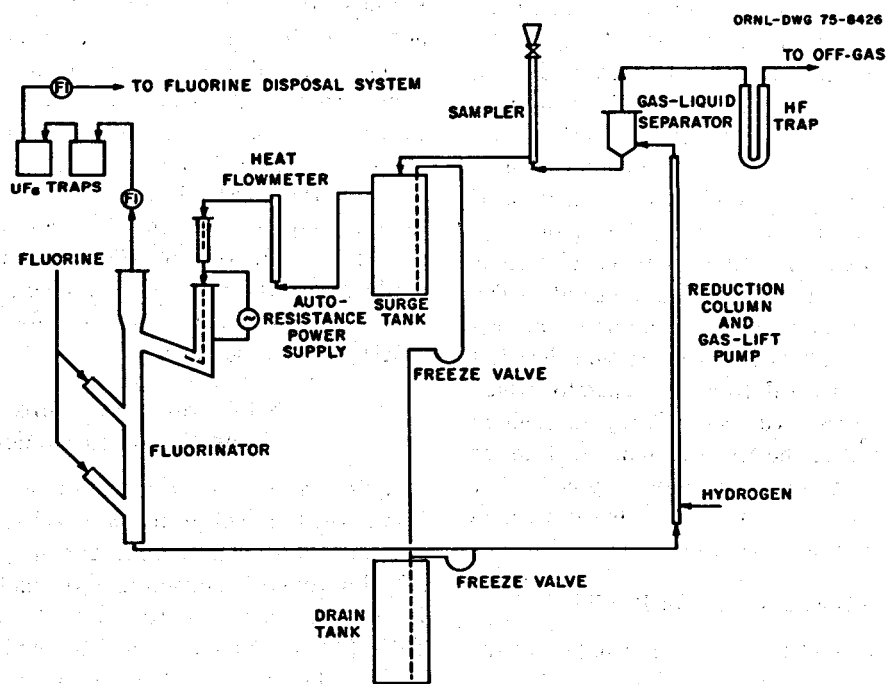 ORNL-DWG 75-8426
TO OFF-GAS
TO FLUORINE DISPOSAL SYSTEM
FI
SAMPLER
GAS-LIQUID
SEPARATOR
HF
TRAP
HEAT
FLOWMETER
UF₆ TRAPS
FI
FLUORINE
AUTO-
RESISTANCE
POWER
SUPPLY
SURGE
TANK
REDUCTION
COLUMN
AND
GAS-LIFT
PUMP
FREEZE VALVE
FLUORINATOR
HYDROGEN
FREEZE VALVE
DRAIN
TANK